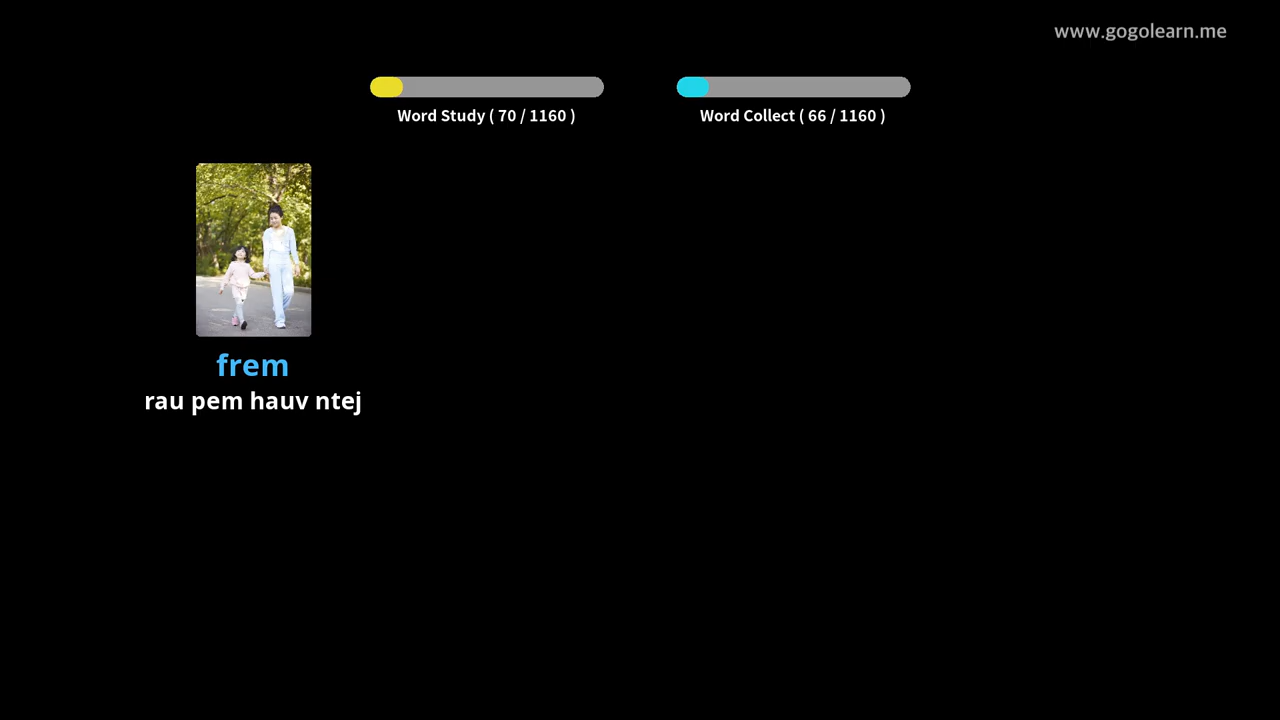 www.gogolearn.me
Word Study ( 70 / 1160 )
Word Collect ( 66 / 1160 )
frem
rau pem hauv ntej